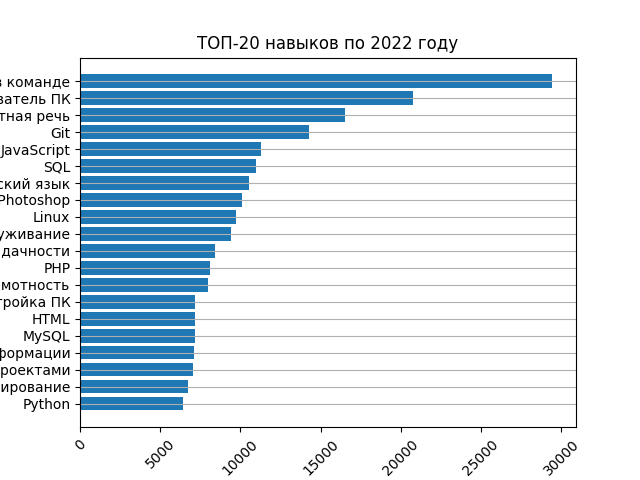 ТОП-20 навыков по 2022 году
в команде
ватель ПК
тная речь
Git
JavaScript
SQL
ский язык
Photoshop
Linux
уживание
дачности
PHP
мотность
тройка ПК
HTML
MySQL
формации
роектами
ирование
Python
0
5000
10000
15000
20000
25000
30000